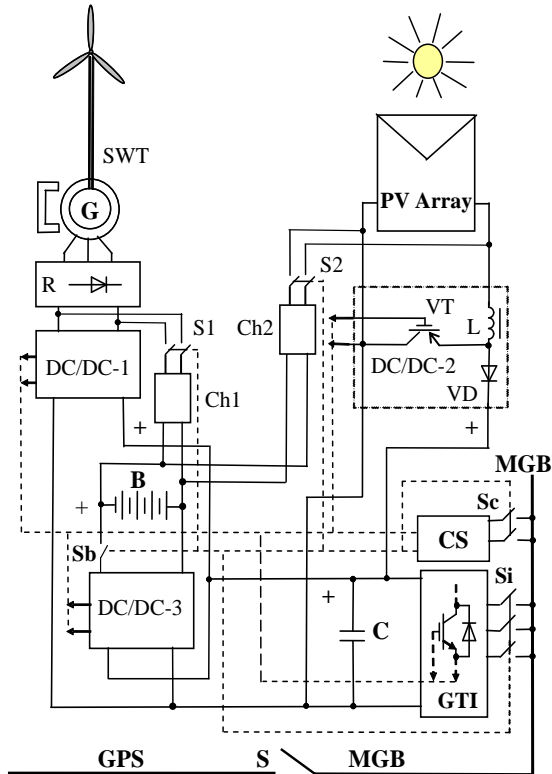 SWT
G
PV Array
R
S1
S2
Ch2
VT
L
DC/DC-1
DC/DC-2
VD
Ch1
+
+
MGB
B
+
Sc
CS
Sb
Si
DC/DC-3
+
C
GTI
GPS S MGB